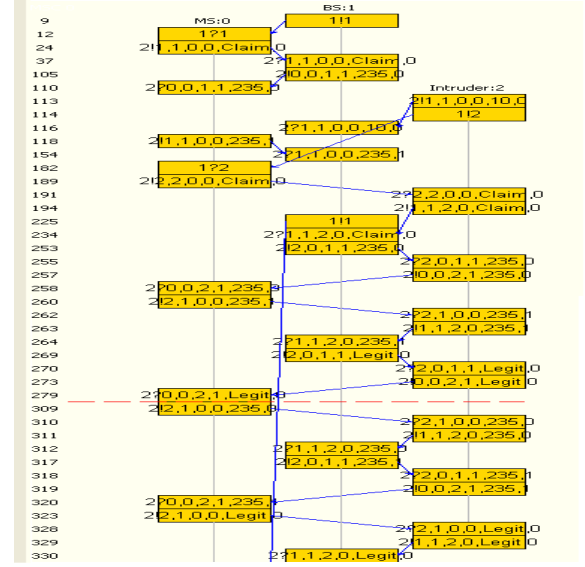 BS:1
MS:0
9 1!1
12 1?1
24 2!1,1,0,0,Claim,0
37 2?1,1,0,0,Claim,0
105 2!0,0,1,1,235,0
110 2?0,0,1,1,235,0
Intruder:2
113 2!1,1,0,0,10,0
114 1!2
116 2?1,1,0,0,10,0
118 2!1,1,0,0,235,1
154 2?1,1,0,0,235,1
182 1?2
189 2!2,2,0,0,Claim,0
191 2?2,2,0,0,Claim,0
194 2!1,1,2,0,Claim,0
225 1!1
234 2?1,1,2,0,Claim,0
253 2!2,0,1,1,235,0
255 2?2,0,1,1,235,0
257 2!0,0,2,1,235,0
258 2?0,0,2,1,235,0
260 2!2,1,0,0,235,1
262 2?2,1,0,0,235,1
263 2!1,1,2,0,235,1
264 2?1,1,2,0,235,1
269 2!2,0,1,1,Legit,0
270 2?2,0,1,1,Legit,0
273 2!0,0,2,1,Legit,0
279 2?0,0,2,1,Legit,0
309 2!2,1,0,0,235,0
310 2?2,1,0,0,235,0
311 2!1,1,2,0,235,0
312 2?1,1,2,0,235,0
317 2!2,0,1,1,235,1
318 2?2,0,1,1,235,1
319 2!0,0,2,1,235,1
320 2?0,0,2,1,235,1
323 2!2,1,0,0,Legit,0
328 2?2,1,0,0,Legit,0
329 2!1,1,2,0,Legit,0
330 2?1,1,2,0,Legit,0